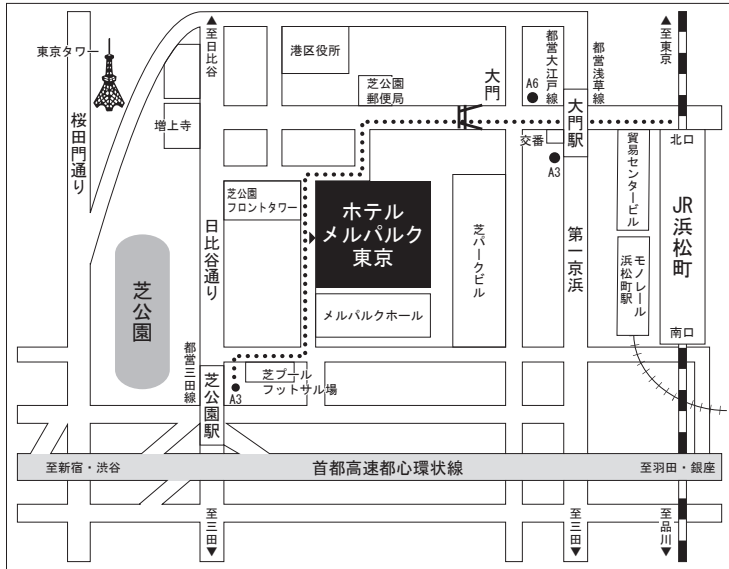 ▲至日比谷
港区役所
都営大江戸線
都営浅草線
▲至東京
東京タワー
芝公園
郵便局
大門
A6
桜田門通り
増上寺
大門駅
交番
A3
北口
貿易センタービル
JR浜松町
芝公園
フロントタワー
ホテル
メルパルク
東京
芝パークビル
日比谷通り
第一京浜
モノレール
浜松町駅
芝公園
メルパルクホール
南口
都営三田線
芝公園駅
芝プール
フットサル場
A3
至新宿・渋谷
首都高速都心環状線
至羽田・銀座
至三田▼
至三田▼
至品川▼